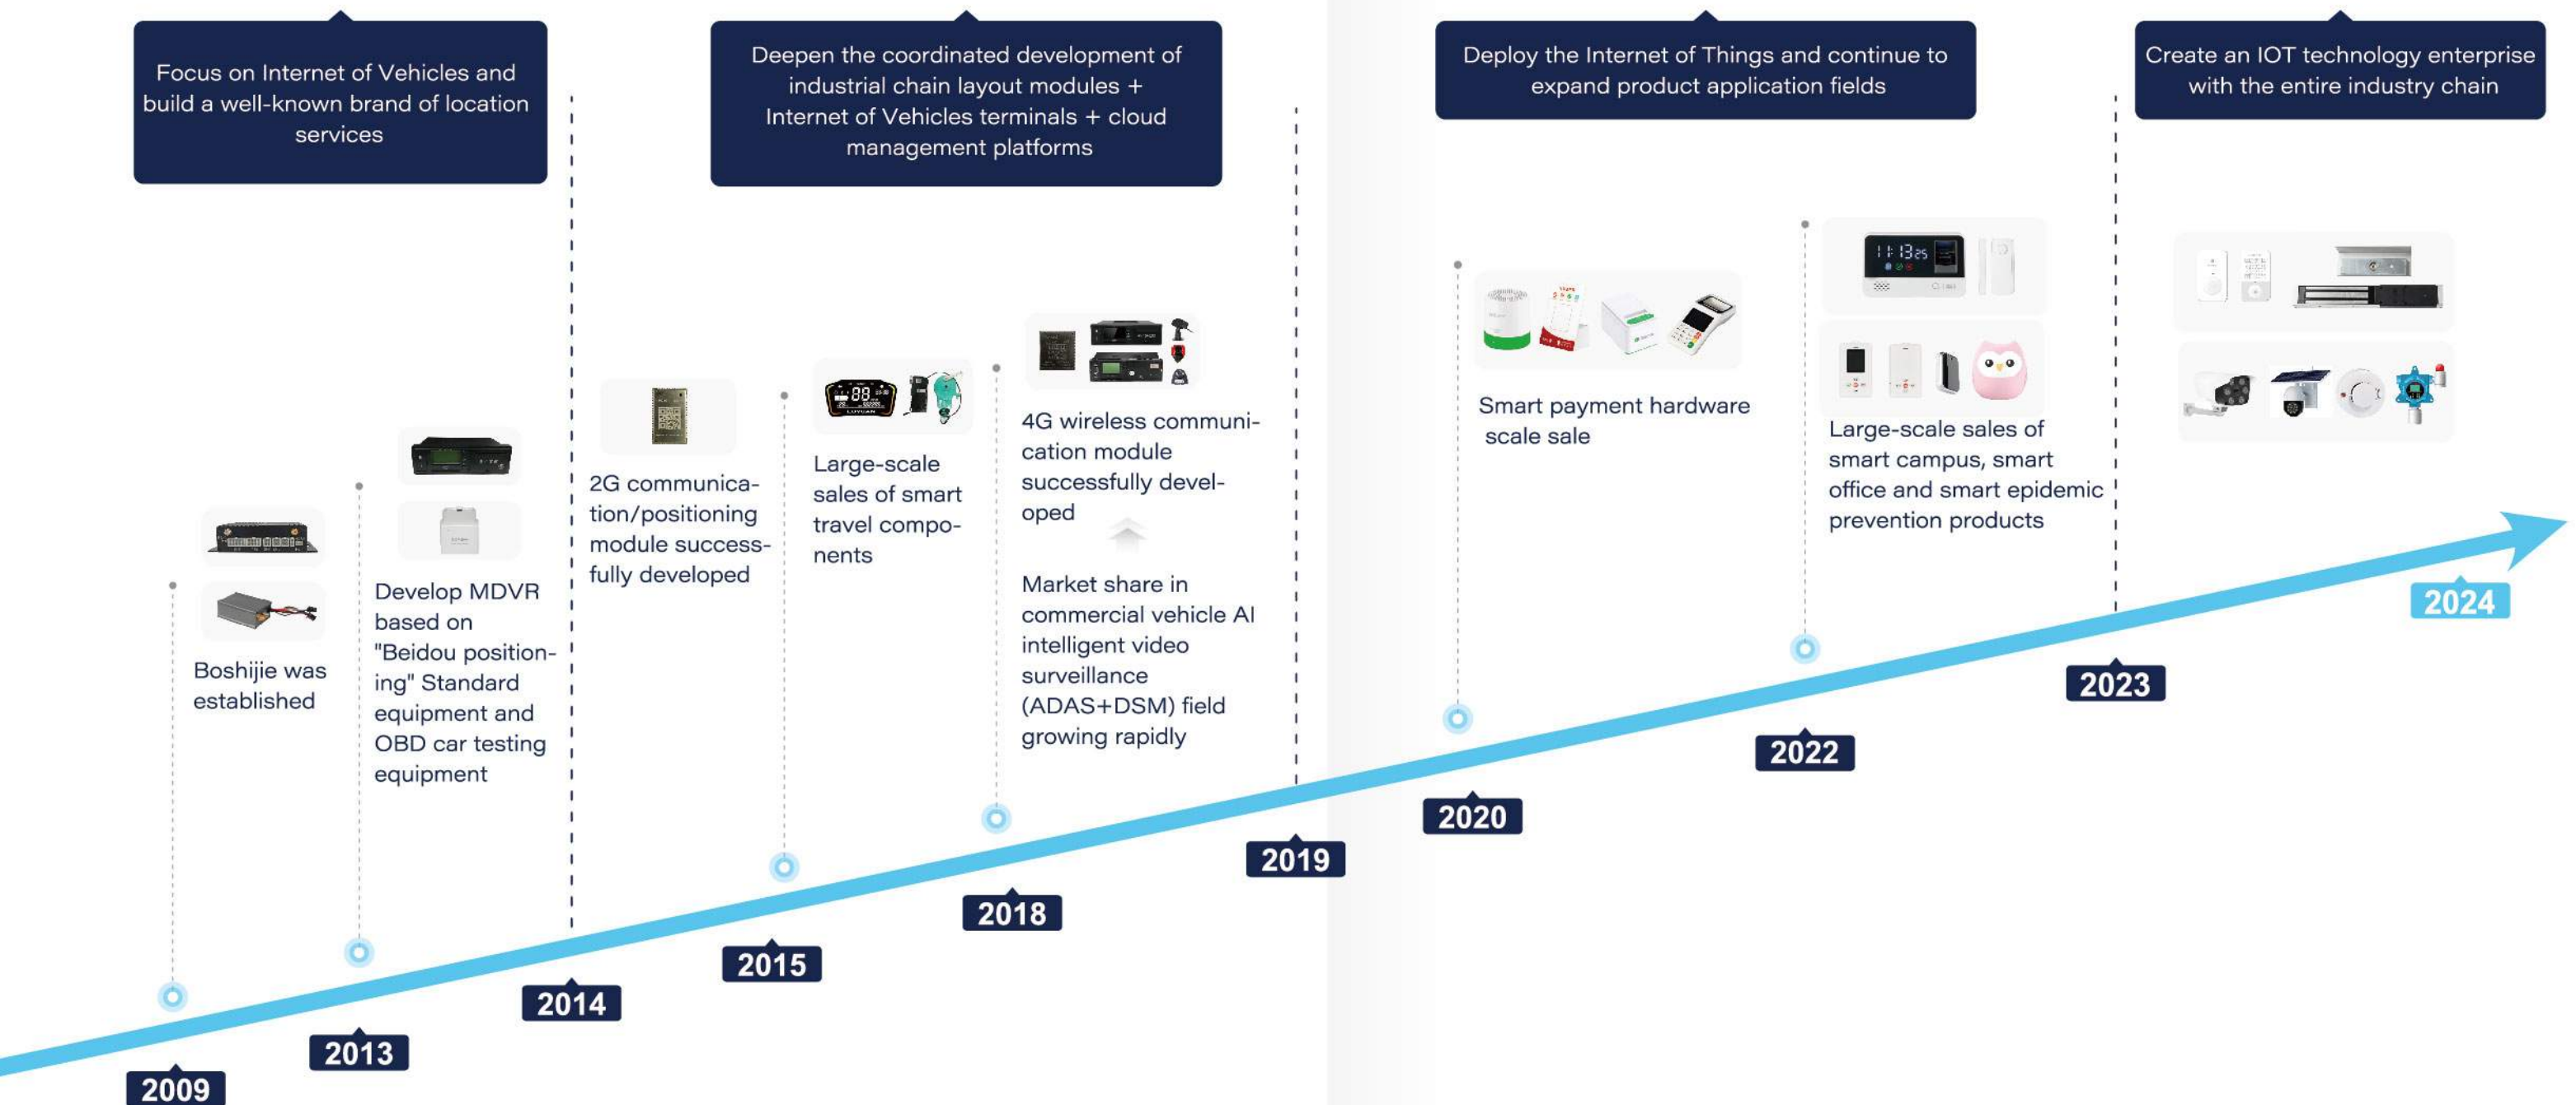 Focus on Internet of Vehicles and
build a well-known brand of location
services
Deepen the coordinated development of
industrial chain layout modules +
Internet of Vehicles terminals + cloud
management platforms
Deploy the Internet of Things and continue to
expand product application fields
Create an IOT technology enterprise
with the entire industry chain
Boshijie was
established
Develop MDVR
based on
"Beidou position-
ing" Standard
equipment and
OBD car testing
equipment
2G communica-
tion/positioning
module success-
fully developed
88
LUYUAN
Large-scale
sales of smart
travel compo-
nents
4G wireless communi-
cation module
successfully devel-
oped
Market share in
commercial vehicle AI
intelligent video
surveillance
(ADAS+DSM) field
growing rapidly
Smart payment hardware
scale sale
11:1325
Large-scale sales of
smart campus, smart
office and smart epidemic
prevention products
2009
2013
2014
2015
2018
2019
2020
2022
2023
2024